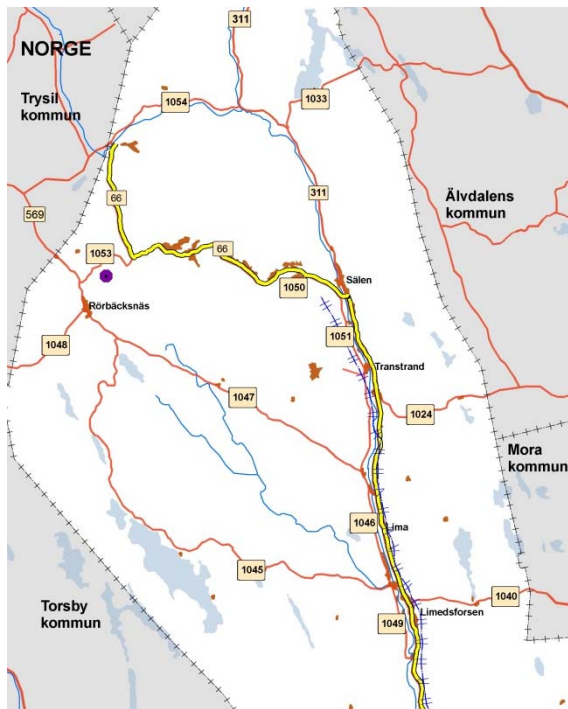 311
NORGE
Trysil
kommun
1054
1033
311
66
569
Älvdalens
kommun
1053
66
Sälen
1050
Rörbäcksnäs
1051
1048
Transtrand
1047
1024
Mora
kommun
1046
Lima
1045
1040
Torsby
kommun
1049
Limedsforsen